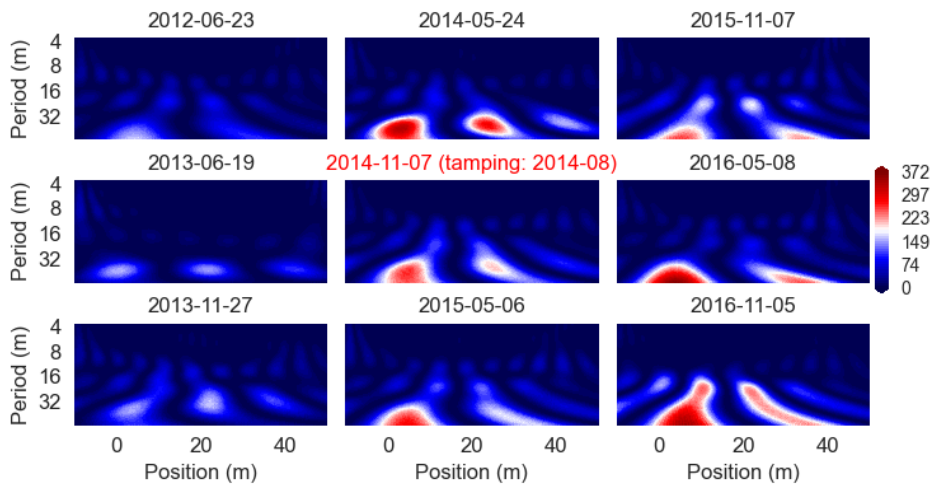 2012-06-23 2014-05-24 2015-11-07
Period (m) 4 8 16 32
2013-06-19 2014-11-07 (tamping: 2014-08) 2016-05-08
Period (m) 4 8 16 32
372
297
223
149
74
0
2013-11-27 2015-05-06 2016-11-05
Period (m) 4 8 16 32
0 20 40 0 20 40 0 20 40
Position (m) Position (m) Position (m)